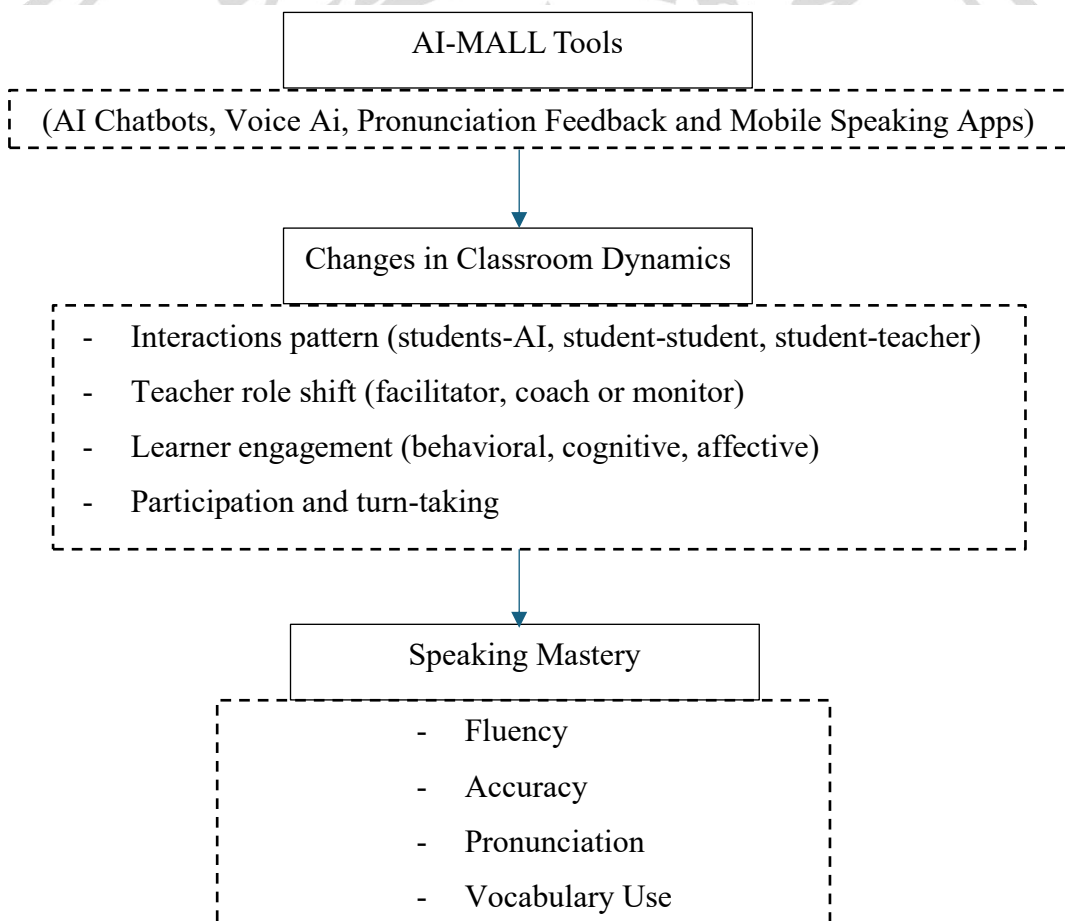 AI-MALL Tools
(AI Chatbots, Voice Ai, Pronunciation Feedback and Mobile Speaking Apps)
Changes in Classroom Dynamics
- Interactions pattern (students-AI, student-student, student-teacher)
- Teacher role shift (facilitator, coach or monitor)
- Learner engagement (behavioral, cognitive, affective)
- Participation and turn-taking
Speaking Mastery
- Fluency
- Accuracy
- Pronunciation
- Vocabulary Use